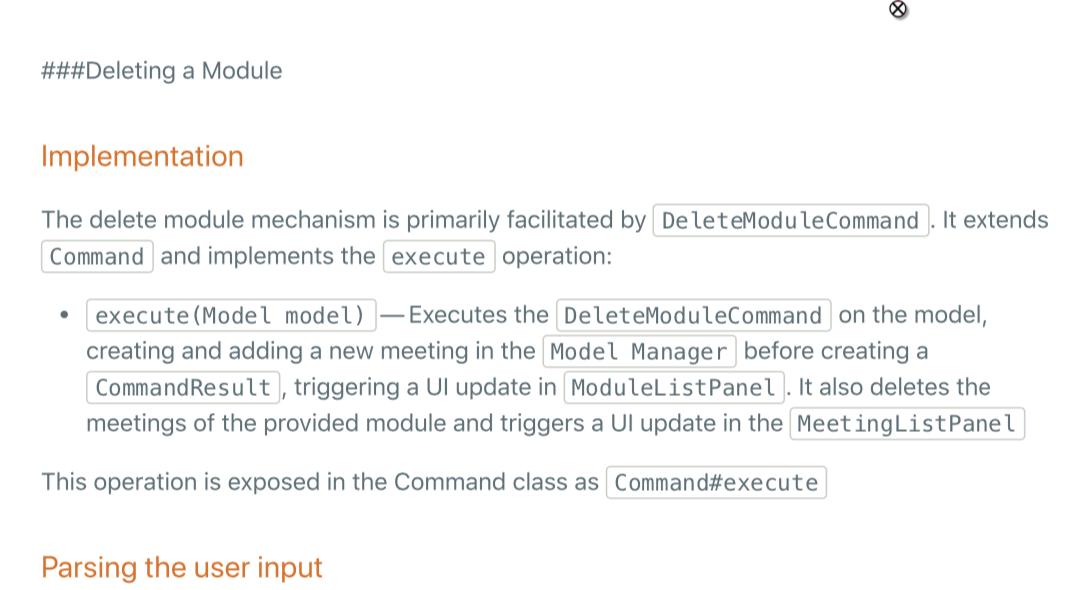 ###Deleting a Module
Implementation
The delete module mechanism is primarily facilitated by DeleteModuleCommand. It extends
Command and implements the execute operation:
• execute(Model model) — Executes the DeleteModuleCommand on the model,
creating and adding a new meeting in the Model Manager before creating a
CommandResult, triggering a UI update in ModuleListPanel. It also deletes the
meetings of the provided module and triggers a UI update in the MeetingListPanel
This operation is exposed in the Command class as Command#execute
Parsing the user input